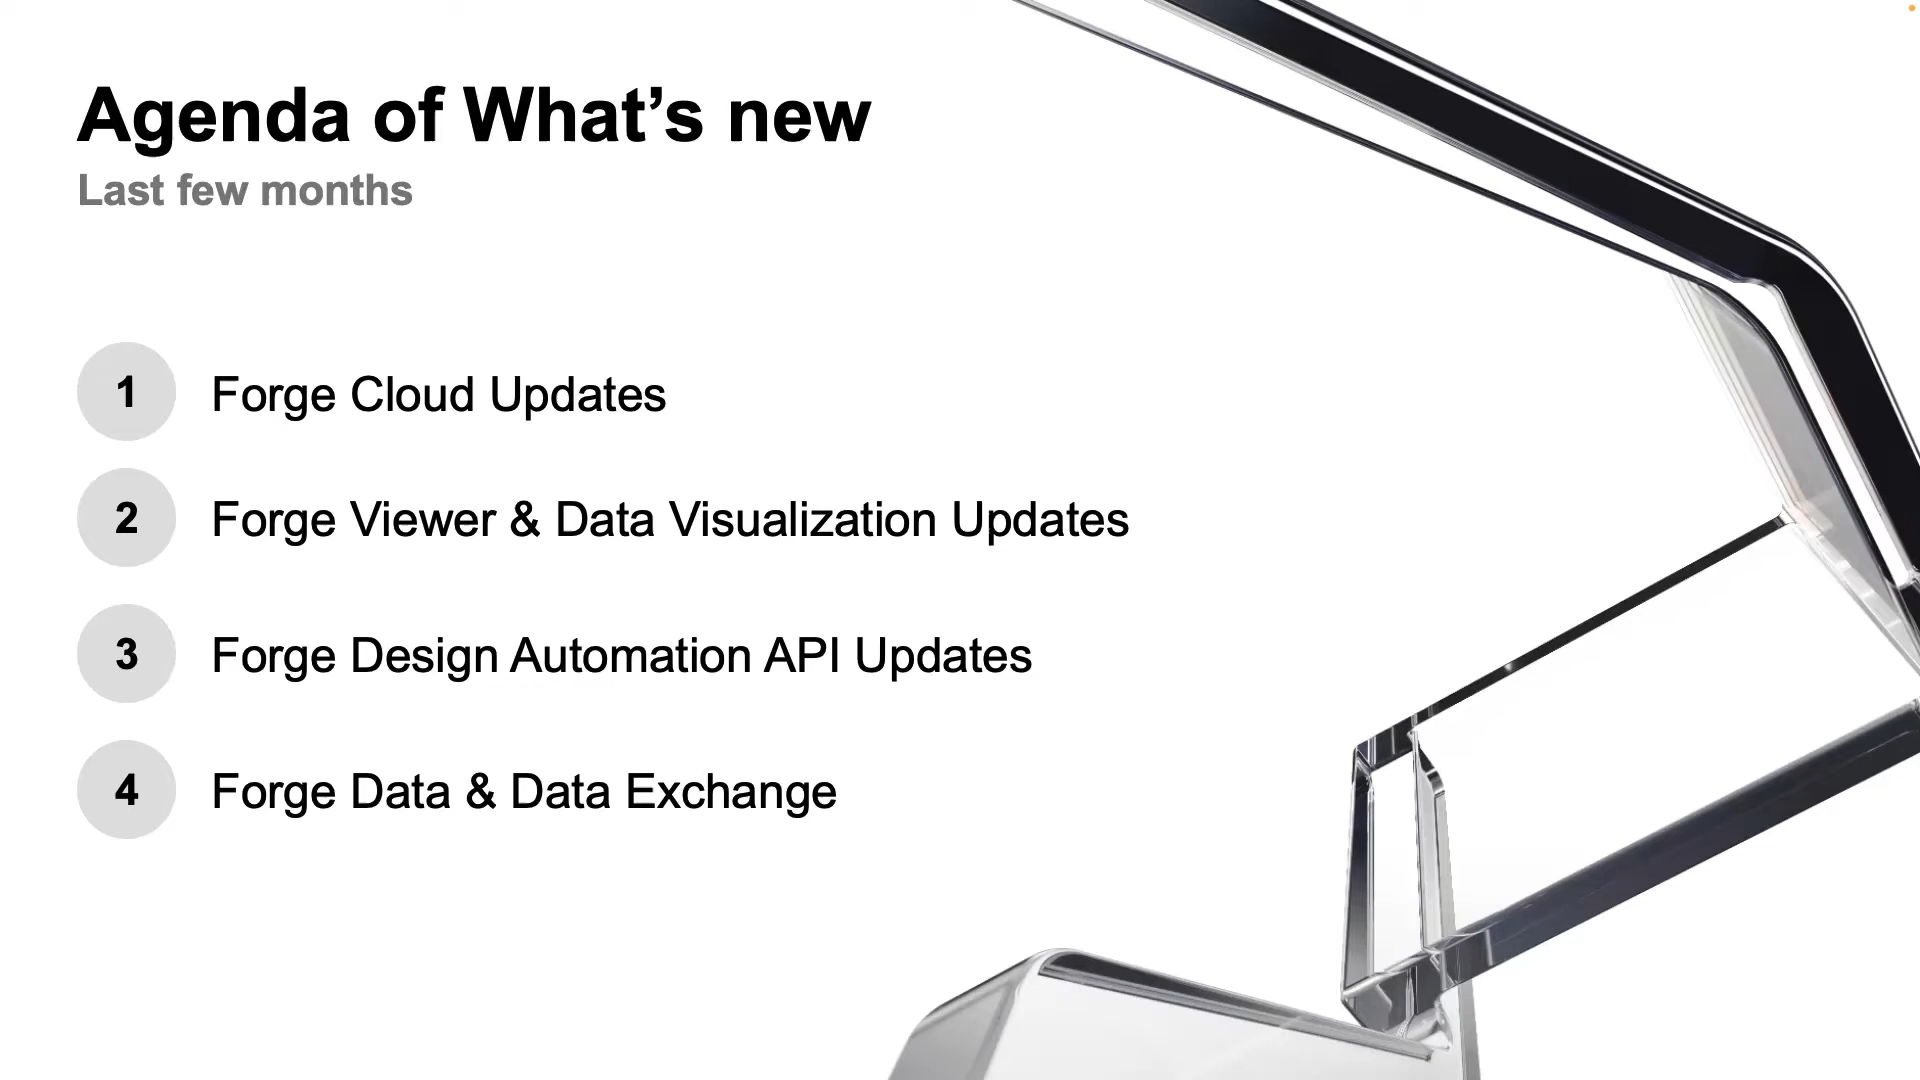 Agenda of What’s new
Last few months
1 Forge Cloud Updates
2 Forge Viewer & Data Visualization Updates
3 Forge Design Automation API Updates
4 Forge Data & Data Exchange